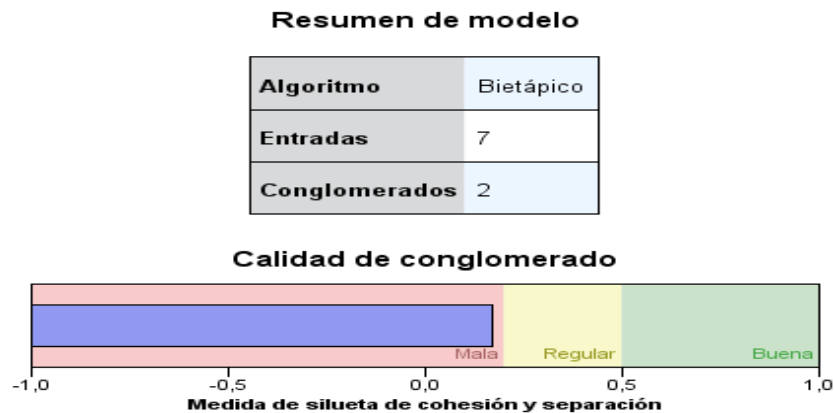 Resumen de modelo
Algoritmo Bietápico
Entradas 7
Conglomerados 2
Calidad de conglomerado
Mala Regular Buena
-1,0 -0,5 0,0 0,5 1,0
Medida de silueta de cohesión y separación